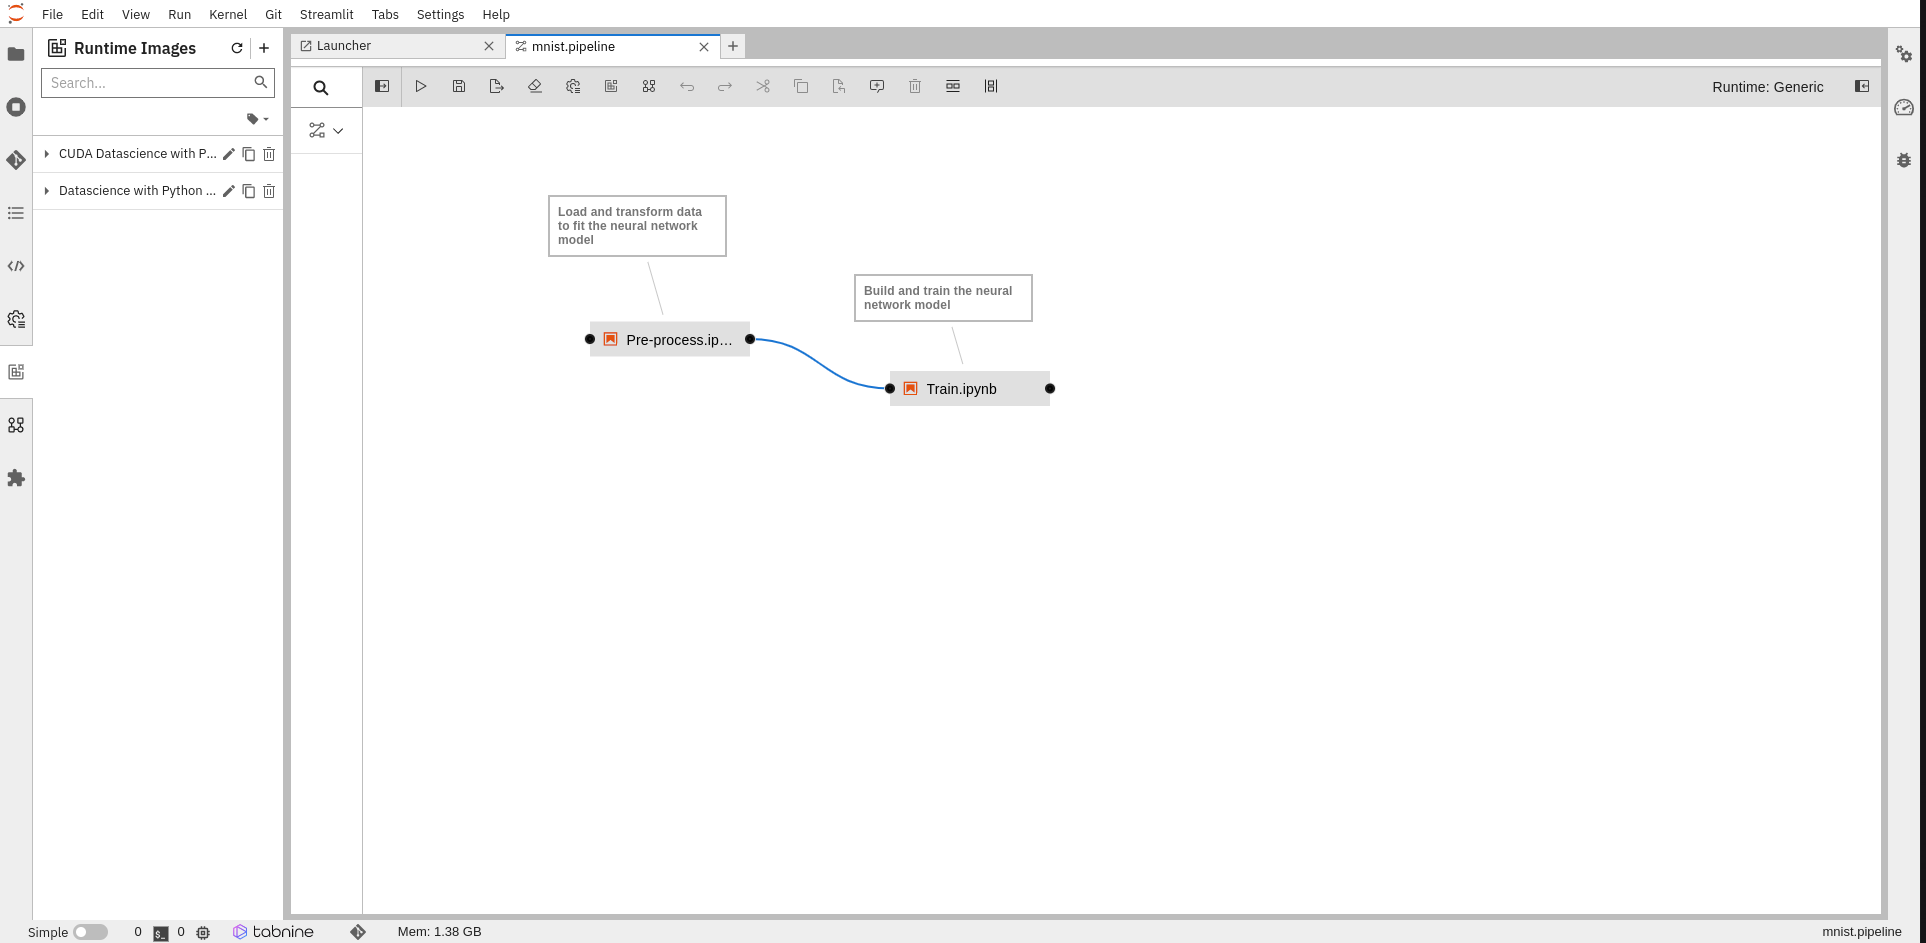 File Edit View Run Kernel Git Streamlit Tabs Settings Help
Runtime Images
Search...
CUDA Datascience with P...
Datascience with Python ...
Launcher
mnist.pipeline
Runtime: Generic
Load and transform data
to fit the neural network
model
Build and train the neural
network model
Pre-process.ip...
Train.ipynb
Simple 0 $_ 0 tabnine Mem: 1.38 GB mnist.pipeline